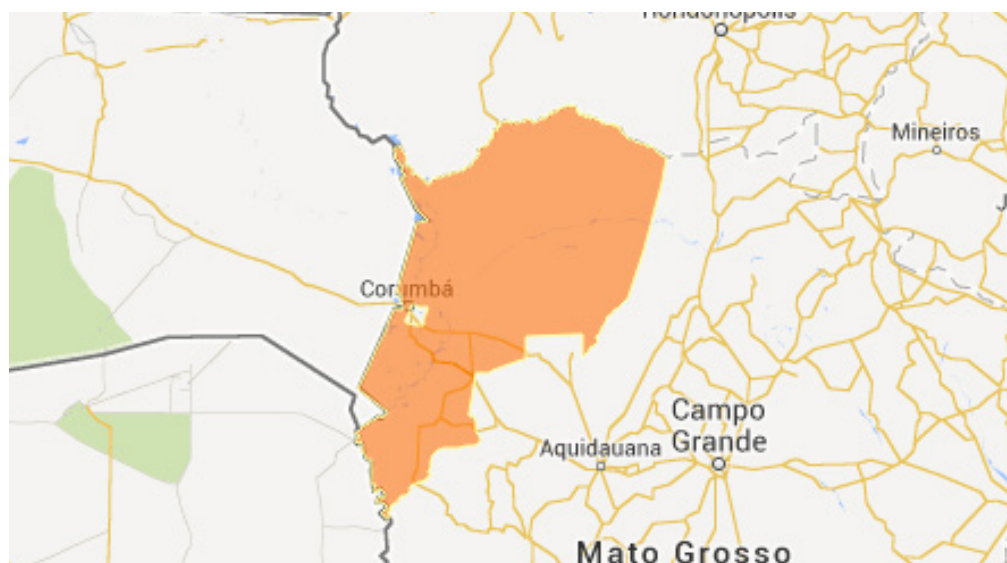 Rondonópolis
Mineiros
J
Corumbá
Campo
Grande
Aquidauana
Mato Grosso